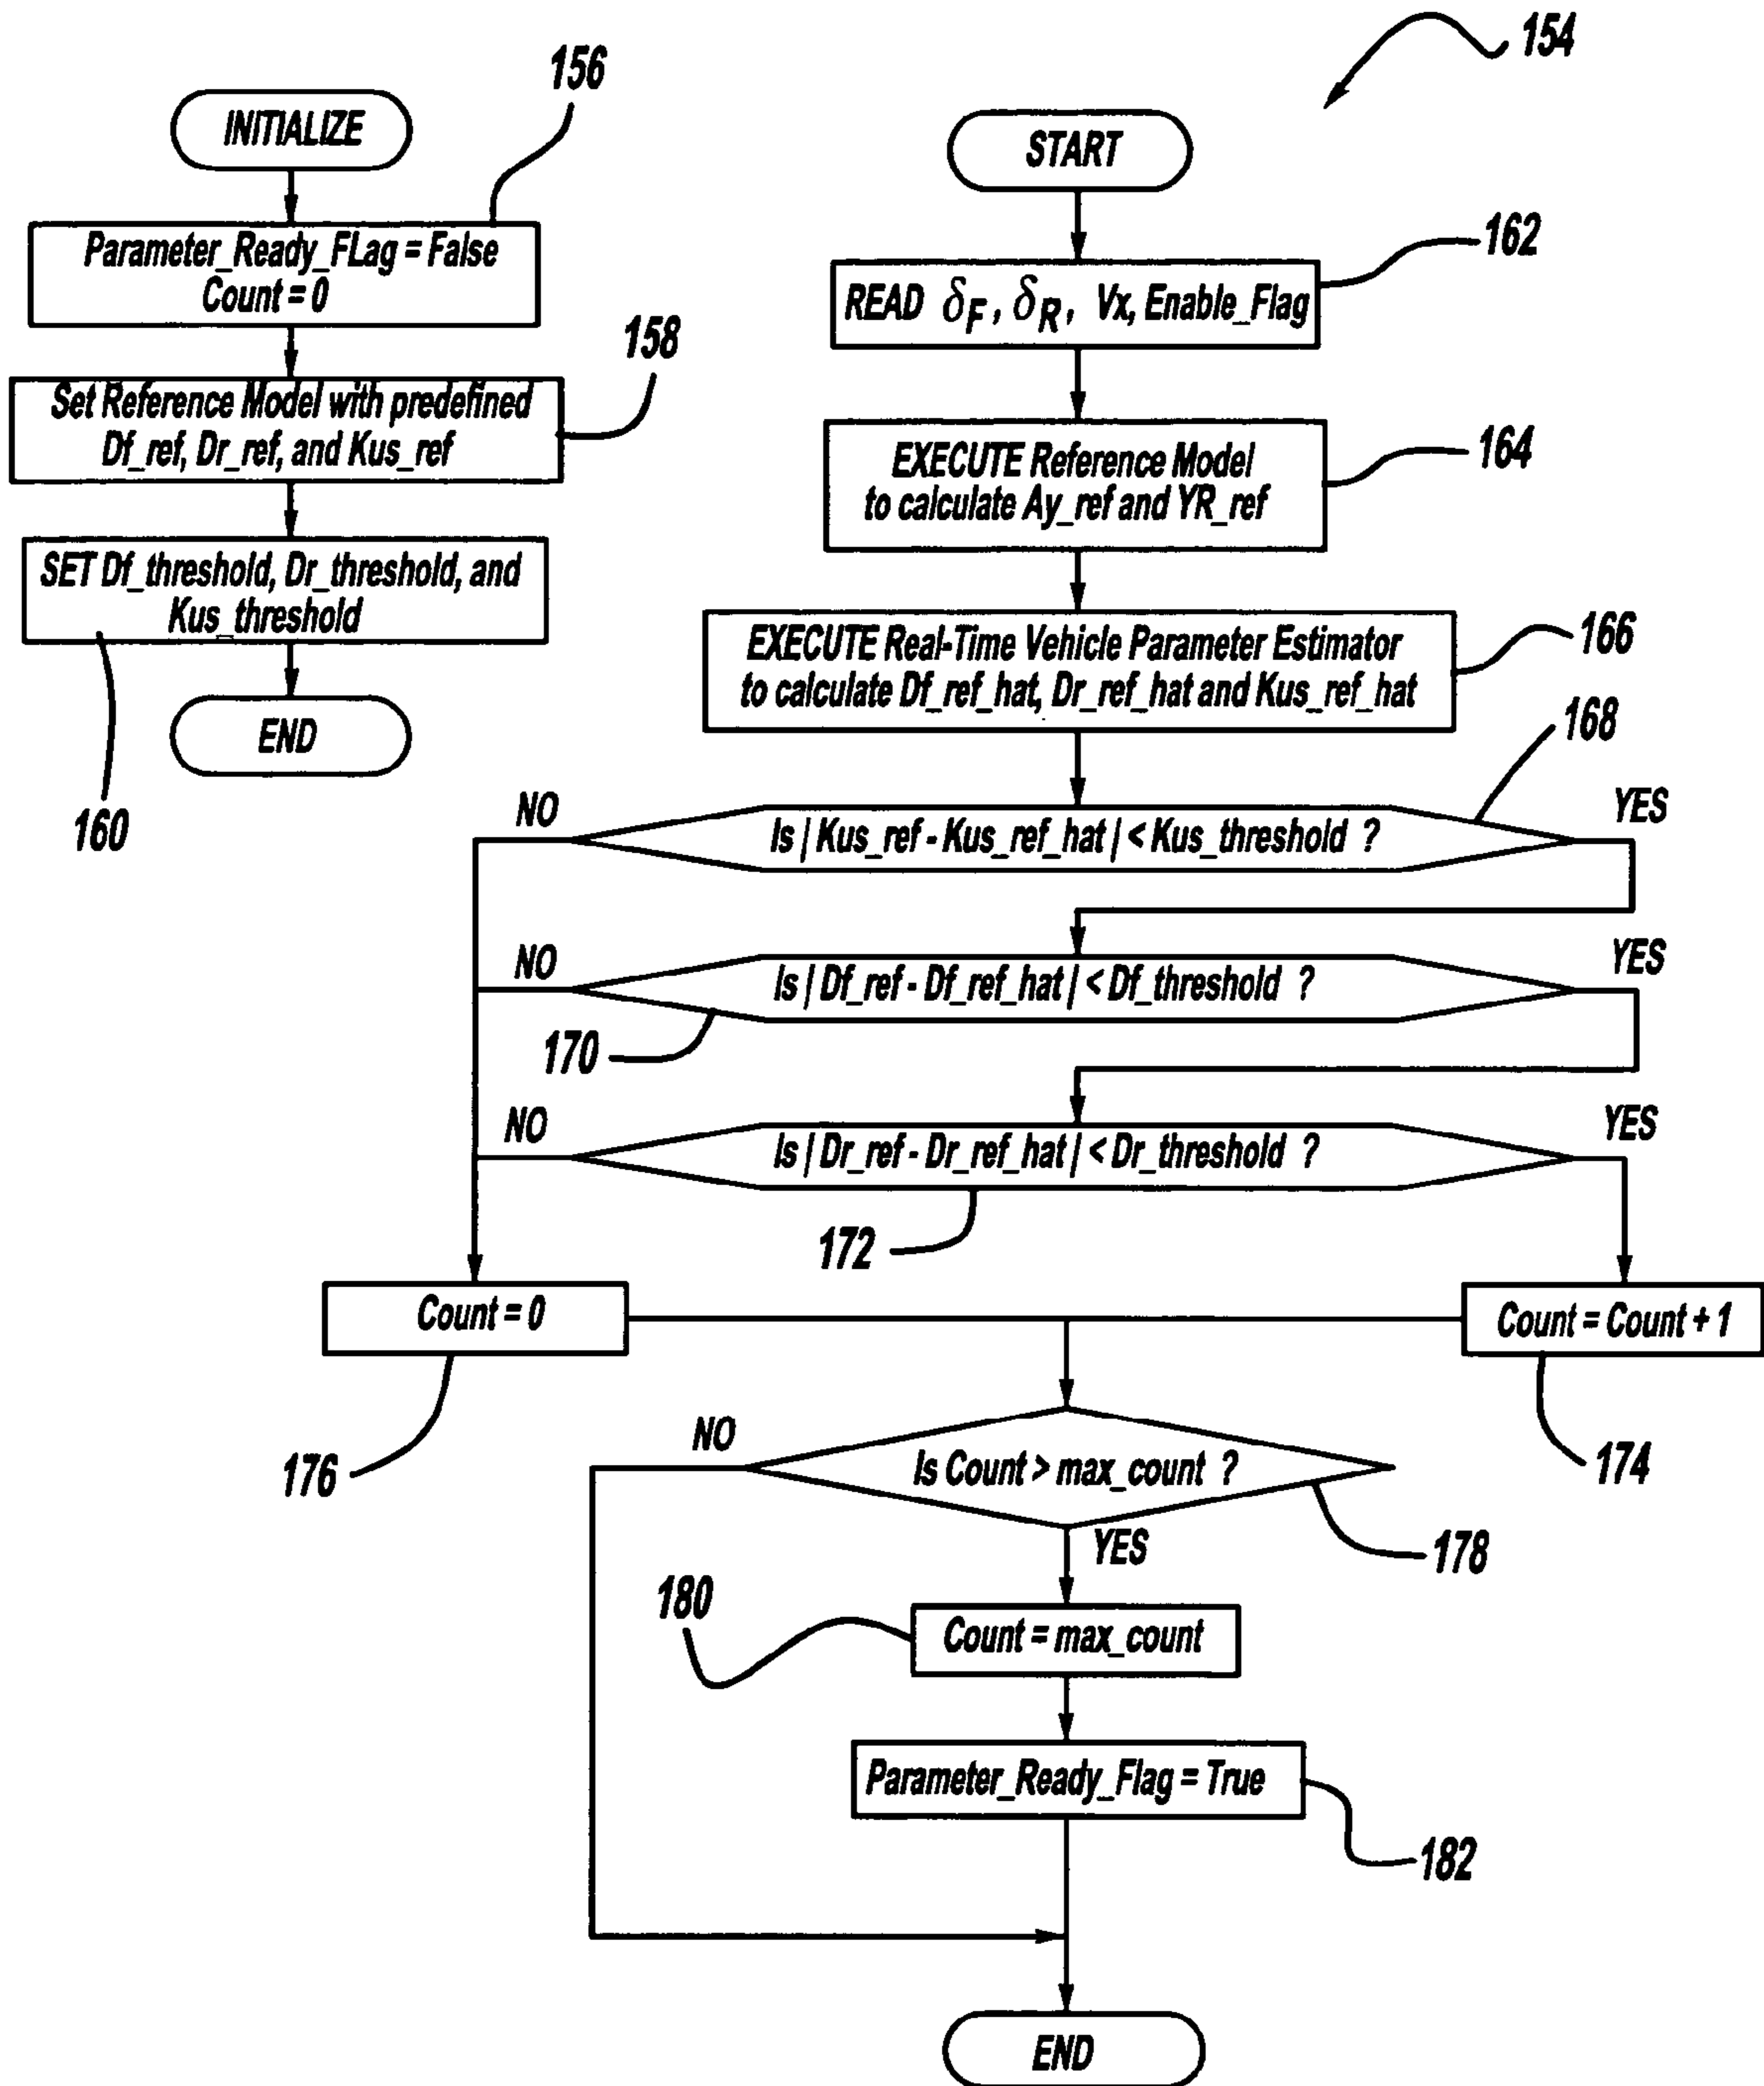 154
156
INITIALIZE
Parameter_Ready_FLag = False
Count = 0
158
Set Reference Model with predefined
Df_ref, Dr_ref, and Kus_ref
SET Df_threshold, Dr_threshold, and
Kus_threshold
END
160
START
162
READ δF, δR, Vx, Enable_Flag
164
EXECUTE Reference Model
to calculate Ay_ref and YR_ref
166
EXECUTE Real-Time Vehicle Parameter Estimator
to calculate Df_ref_hat, Dr_ref_hat and Kus_ref_hat
168
NO
YES
Is | Kus_ref - Kus_ref_hat | < Kus_threshold ?
NO
YES
Is | Df_ref - Df_ref_hat | < Df_threshold ?
170
NO
YES
Is | Dr_ref - Dr_ref_hat | < Dr_threshold ?
172
Count = 0
Count = Count + 1
176
174
NO
Is Count > max_count ?
YES
178
180
Count = max_count
Parameter_Ready_Flag = True
182
END